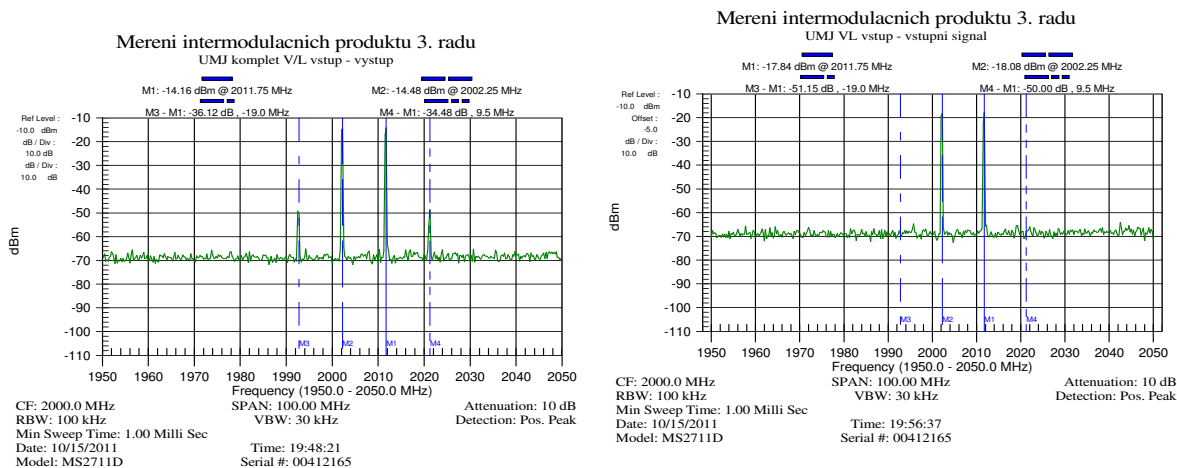 Mereni intermodulacnich produktu 3. radu
UMJ komplet V/L vstup - vystup
M1: -14.16 dBm @ 2011.75 MHz
M2: -14.48 dBm @ 2002.25 MHz
M3 - M1: -36.12 dB , -19.0 MHz
M4 - M1: -34.48 dB , 9.5 MHz
Ref Level :
-10.0 dBm
dB / Div :
10.0 dB
dB / Div :
10.0 dB
-10
-20
-30
-40
-50
-60
-70
-80
-90
-100
-110
dBm
M3
M2
M1
M4
1950 1960 1970 1980 1990 2000 2010 2020 2030 2040 2050
Frequency (1950.0 - 2050.0 MHz)
CF: 2000.0 MHz
SPAN: 100.00 MHz
Attenuation: 10 dB
RBW: 100 kHz
VBW: 30 kHz
Detection: Pos. Peak
Min Sweep Time: 1.00 Milli Sec
Date: 10/15/2011
Time: 19:48:21
Model: MS2711D
Serial #: 00412165
Mereni intermodulacnich produktu 3. radu
UMJ VL vstup - vstupni signal
M1: -17.84 dBm @ 2011.75 MHz
M2: -18.08 dBm @ 2002.25 MHz
M3 - M1: -51.15 dB , -19.0 MHz
M4 - M1: -50.00 dB , 9.5 MHz
Ref Level :
-10.0 dBm
Offset :
-5.0
dB / Div :
10.0 dB
-10
-20
-30
-40
-50
-60
-70
-80
-90
-100
-110
dBm
M3
M2
M1
M4
1950 1960 1970 1980 1990 2000 2010 2020 2030 2040 2050
Frequency (1950.0 - 2050.0 MHz)
CF: 2000.0 MHz
SPAN: 100.00 MHz
Attenuation: 10 dB
RBW: 100 kHz
VBW: 30 kHz
Detection: Pos. Peak
Min Sweep Time: 1.00 Milli Sec
Date: 10/15/2011
Time: 19:56:37
Model: MS2711D
Serial #: 00412165